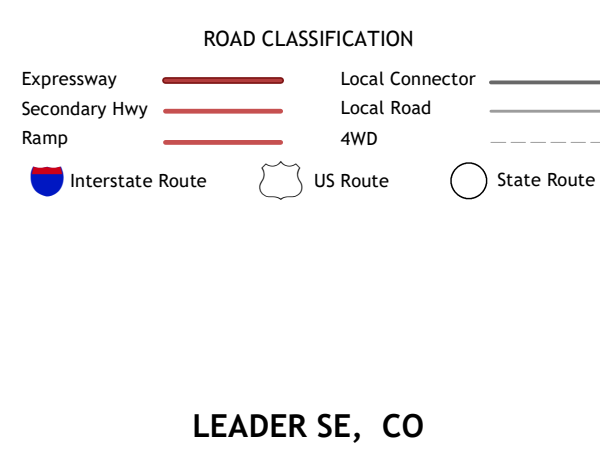 ROAD CLASSIFICATION
Expressway Local Connector
Secondary Hwy Local Road
Ramp 4WD
Interstate Route US Route State Route
LEADER SE, CO